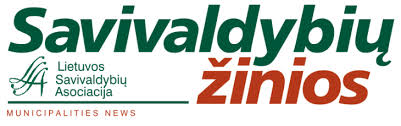 Savivaldybių
žinios
Lietuvos
Savivaldybių
Asociacija
MUNICIPALITIES NEWS